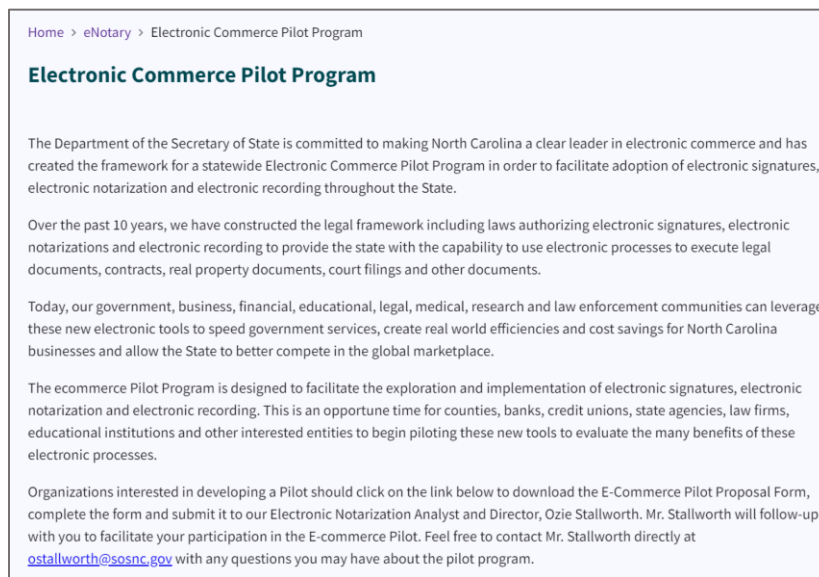 Home > eNotary > Electronic Commerce Pilot Program
Electronic Commerce Pilot Program
The Department of the Secretary of State is committed to making North Carolina a clear leader in electronic commerce and has
created the framework for a statewide Electronic Commerce Pilot Program in order to facilitate adoption of electronic signatures,
electronic notarization and electronic recording throughout the State.
Over the past 10 years, we have constructed the legal framework including laws authorizing electronic signatures, electronic
notarizations and electronic recording to provide the state with the capability to use electronic processes to execute legal
documents, contracts, real property documents, court filings and other documents.
Today, our government, business, financial, educational, legal, medical, research and law enforcement communities can leverage
these new electronic tools to speed government services, create real world efficiencies and cost savings for North Carolina
businesses and allow the State to better compete in the global marketplace.
The ecommerce Pilot Program is designed to facilitate the exploration and implementation of electronic signatures, electronic
notarization and electronic recording. This is an opportune time for counties, banks, credit unions, state agencies, law firms,
educational institutions and other interested entities to begin piloting these new tools to evaluate the many benefits of these
electronic processes.
Organizations interested in developing a Pilot should click on the link below to download the E-Commerce Pilot Proposal Form,
complete the form and submit it to our Electronic Notarization Analyst and Director, Ozie Stallworth. Mr. Stallworth will follow-up
with you to facilitate your participation in the E-commerce Pilot. Feel free to contact Mr. Stallworth directly at
ostallworth@sosnc.gov with any questions you may have about the pilot program.